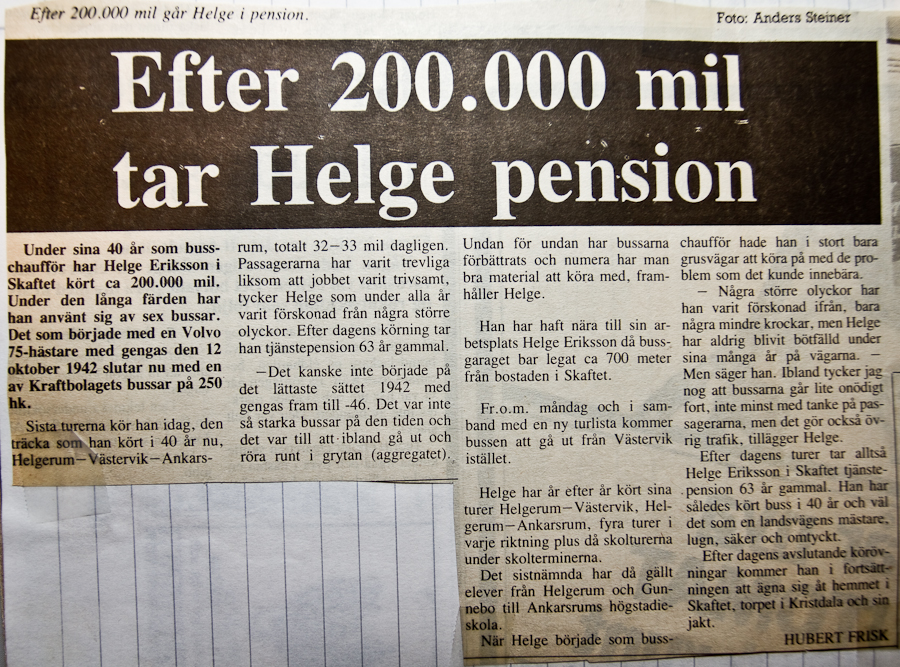 Efter 200.000 mil går Helge i pension.
Foto: Anders Steiner
Efter 200.000 mil
tar Helge pension
Under sina 40 år som buss-
chaufför har Helge Eriksson i
Skaftet kört ca 200.000 mil.
Under den långa färden har
han använt sig av sex bussar.
Det som började med en Volvo
75-hästare med gengas den 12
oktober 1942 slutar nu med en
av Kraftbolagets bussar på 250
hk.
Sista turerna kör han idag, den
träcka som han kört i 40 år nu,
Helgerum—Västervik—Ankars-
rum, totalt 32—33 mil dagligen.
Passagerarna har varit trevliga
liksom att jobbet varit trivsamt,
tycker Helge som under alla år
varit förskonad från några större
olyckor. Efter dagens körning tar
han tjänstepension 63 år gammal.
—Det kanske inte började på
det lättaste sättet 1942 med
gengas fram till -46. Det var inte
så starka bussar på den tiden och
det var till att ibland gå ut och
röra runt i grytan (aggregatet).
Undan för undan har bussarna
förbättrats och numera har man
bra material att köra med, fram-
håller Helge.
Han har haft nära till sin ar-
betsplats Helge Eriksson då buss-
garaget bar legat ca 700 meter
från bostaden i Skaftet.
Fr.o.m. måndag och i sam-
band med en ny turlista kommer
bussen att gå ut från Västervik
istället.
Helge har år efter år kört sina
turer Helgerum—Västervik, Hel-
gerum—Ankarsrum, fyra turer i
varje riktning plus då skolturerna
under skolterminerna.
Det sistnämnda har då gällt
elever från Helgerum och Gun-
nebo till Ankarsrums högstadie-
skola.
När Helge började som buss-
chaufför hade han i stort bara
grusvägar att köra på med de pro-
blem som det kunde innebära.
— Några större olyckor har
han varit förskonad ifrån, bara
några mindre krockar, men Helge
har aldrig blivit bötfälld under
sina många år på vägarna. —
Men säger han. Ibland tycker jag
nog att bussarna går lite onödigt
fort, inte minst med tanke på pas-
sagerarna, men det gör också öv-
rig trafik, tillägger Helge.
Efter dagens turer tar alltså
Helge Eriksson i Skaftet tjänste-
pension 63 år gammal. Han har
således kört buss i 40 år och väl
det som en landsvägens mästare,
lugn, säker och omtyckt.
Efter dagens avslutande köröv-
ningar kommer han i fortsätt-
ningen att ägna sig åt hemmet i
Skaftet, torpet i Kristdala och sin
jakt.
HUBERT FRISK